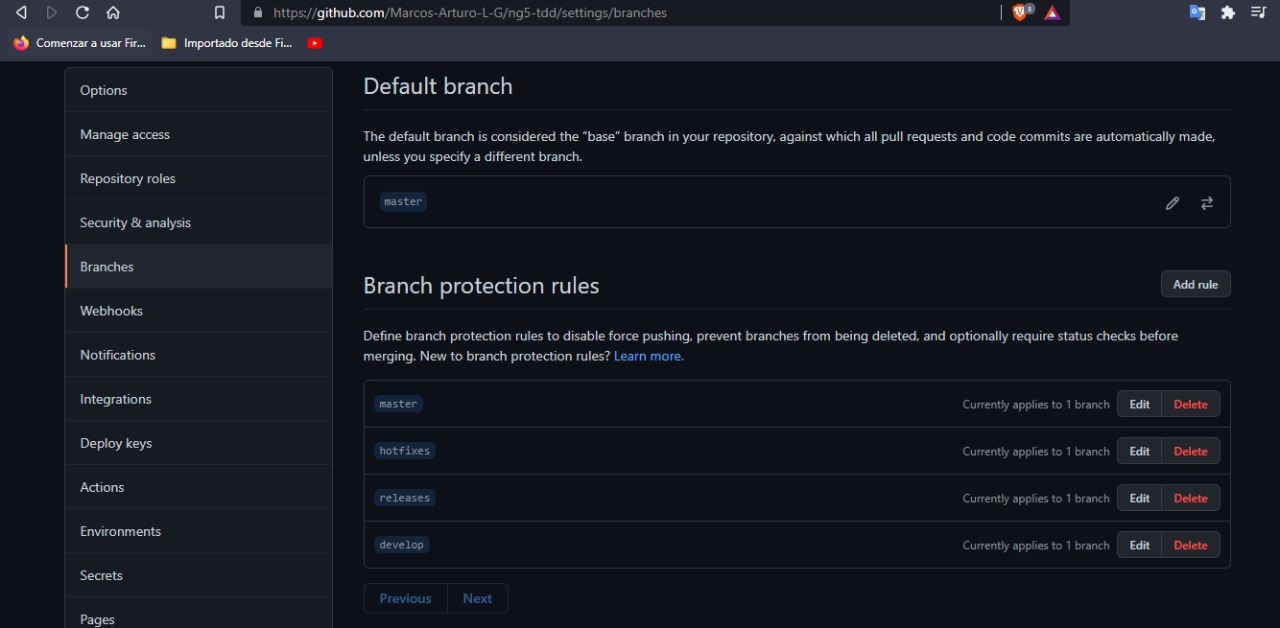 https://github.com/Marcos-Arturo-L-G/ng5-tdd/settings/branches
1
Comenzar a usar Fir... Importado desde Fi...
Options
Manage access
Repository roles
Security & analysis
Branches
Webhooks
Notifications
Integrations
Deploy keys
Actions
Environments
Secrets
Pages
Default branch
The default branch is considered the “base” branch in your repository, against which all pull requests and code commits are automatically made,
unless you specify a different branch.
master
Branch protection rules Add rule
Define branch protection rules to disable force pushing, prevent branches from being deleted, and optionally require status checks before
merging. New to branch protection rules? Learn more.
master Currently applies to 1 branch Edit Delete
hotfixes Currently applies to 1 branch Edit Delete
releases Currently applies to 1 branch Edit Delete
develop Currently applies to 1 branch Edit Delete
Previous Next